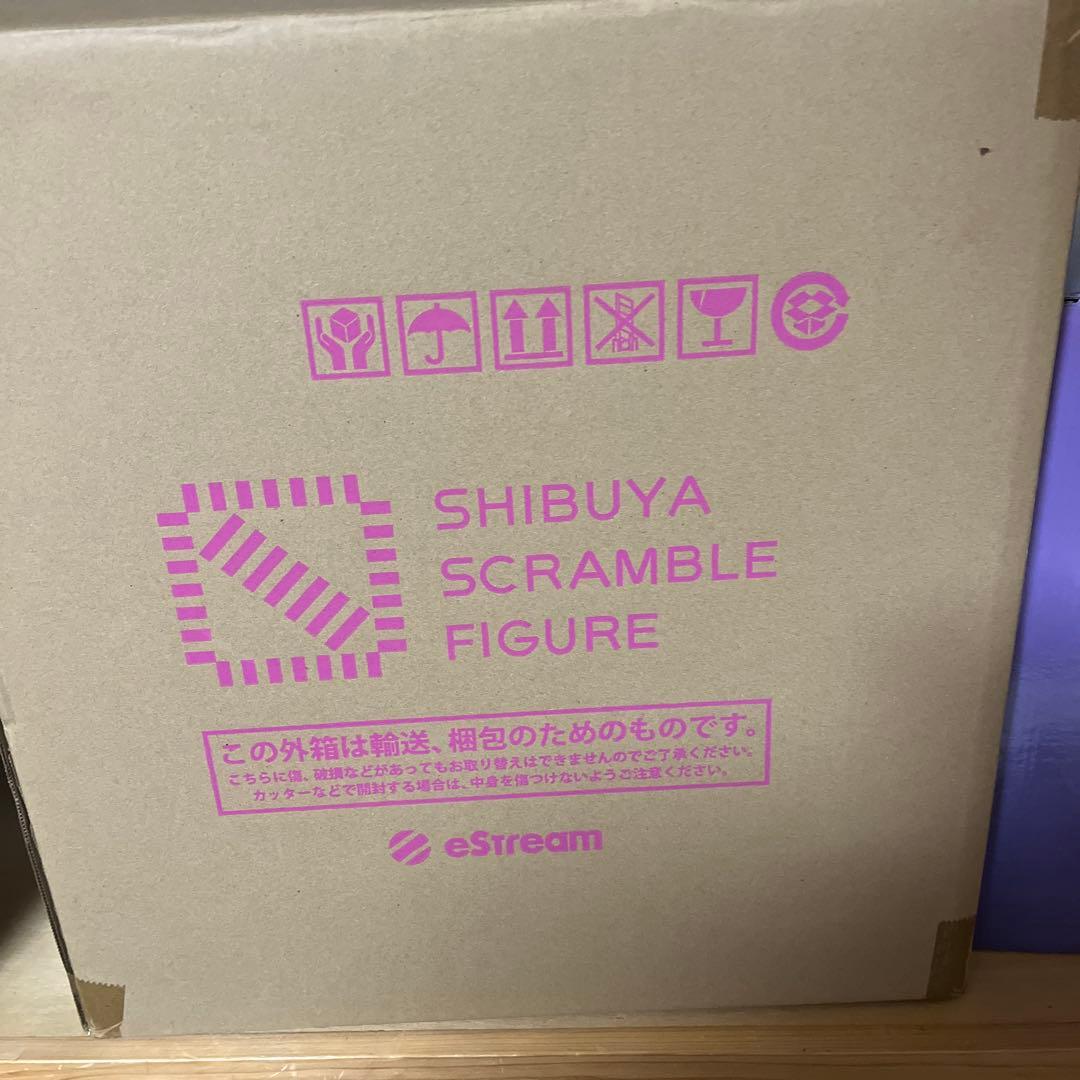 SHIBUYA
SCRAMBLE
FIGURE
この外箱は輸送、梱包のためのものです。
こちらに傷、破損などがあってもお取り替えはできませんのでご了承ください。
カッターなどで開封する場合は、中身を傷つけないようご注意ください。
eStream